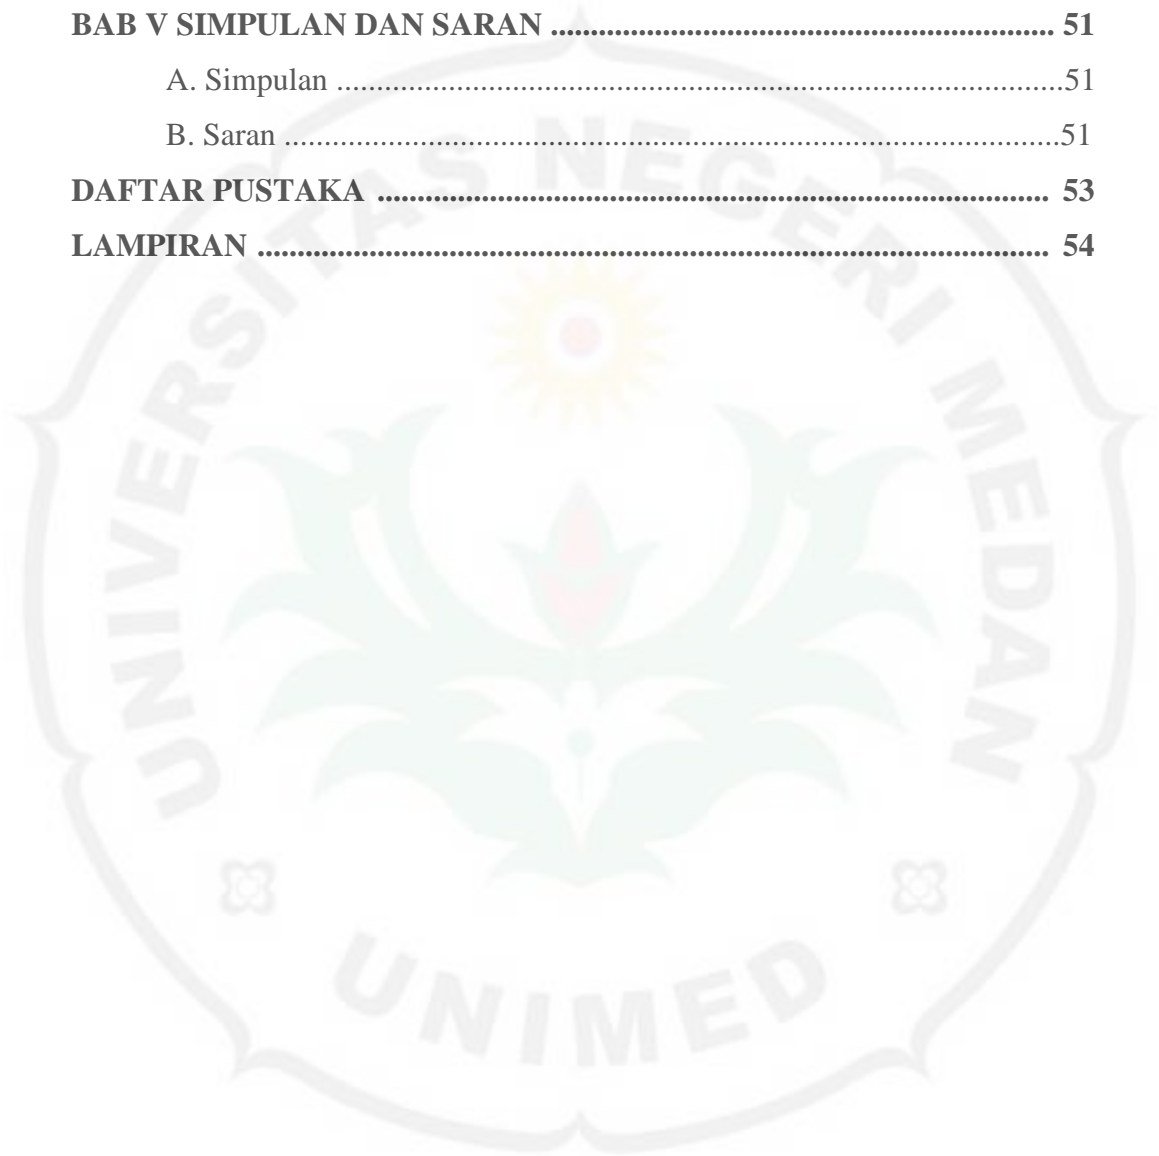 BAB V SIMPULAN DAN SARAN ................................................................ 51
A. Simpulan ............................................................................................51
B. Saran ..................................................................................................51
DAFTAR PUSTAKA ..................................................................................... 53
LAMPIRAN .................................................................................................... 54
UNIVERSITAS NEGERI MEDAN
UNIMED